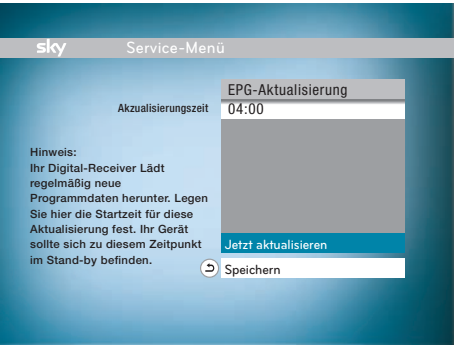 sky Service-Menü
EPG-Aktualisierung
Akzualisierungszeit 04:00
Hinweis:
Ihr Digital-Receiver Lädt
regelmäßig neue
Programmdaten herunter. Legen
Sie hier die Startzeit für diese
Aktualisierung fest. Ihr Gerät
sollte sich zu diesem Zeitpunkt
im Stand-by befinden.
Jetzt aktualisieren
Speichern